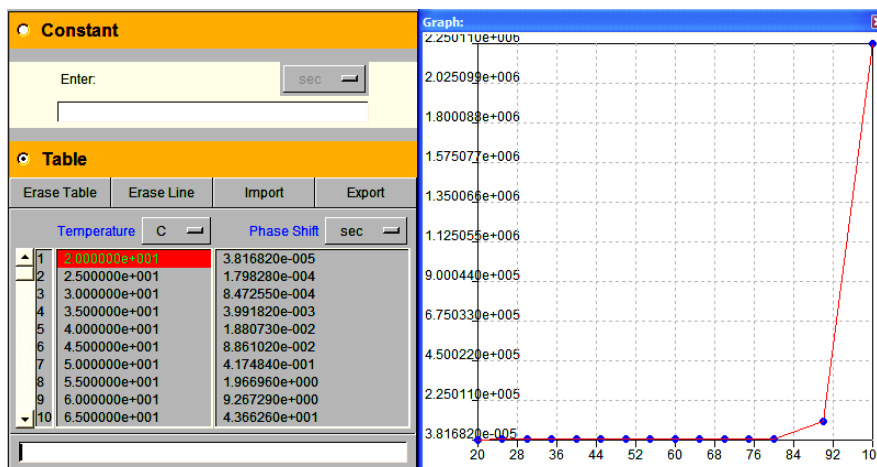 Constant
Enter:
sec
Table
Erase Table Erase Line Import Export
Temperature C Phase Shift sec
1 2.000000e+001 3.816820e-005
2 2.500000e+001 1.798280e-004
3 3.000000e+001 8.472550e-004
4 3.500000e+001 3.991820e-003
5 4.000000e+001 1.880730e-002
6 4.500000e+001 8.861020e-002
7 5.000000e+001 4.174840e-001
8 5.500000e+001 1.966960e+000
9 6.000000e+001 9.267290e+000
10 6.500000e+001 4.366260e+001
Graph:
2.250110e+006
2.025099e+006
1.800088e+006
1.575077e+006
1.350066e+006
1.125055e+006
9.000440e+005
6.750330e+005
4.500220e+005
2.250110e+005
3.816820e-005
20 28 36 44 52 60 68 76 84 92 10